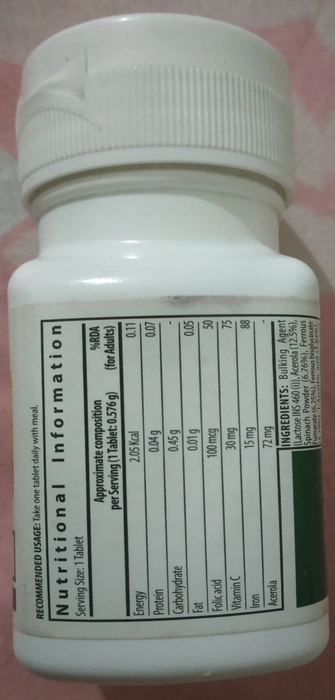 RECOMMENDED USAGE: Take one tablet daily with meal.
Nutritional Information
Serving Size: 1 Tablet
Approximate composition %RDA
per Serving (1 Tablet: 0.576 g) (for Adults)
Energy 2.05 Kcal 0.11
Protein 0.04 g 0.07
Carbohydrate 0.45 g -
Fat 0.01 g 0.05
Folic acid 100 mcg 50
Vitamin C 30 mg 75
Iron 15 mg 88
Acerola 72 mg -
INGREDIENTS: Bulking Agent
(Lactose INS 460 (i)), Acerola (12.5%),
Spinach Powder (6.76%), Ferrous
Fumarate (6.25%), Ferrous bisglycinate